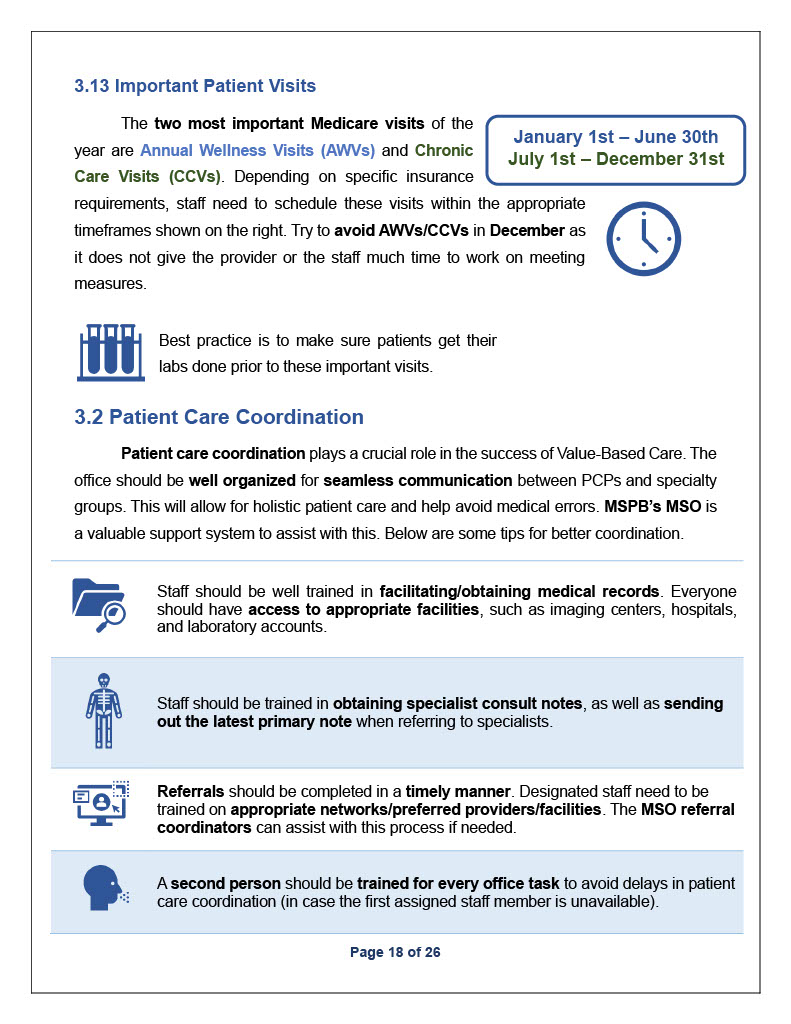 3.13 Important Patient Visits
The two most important Medicare visits of the
year are Annual Wellness Visits (AWVs) and Chronic
Care Visits (CCVs). Depending on specific insurance
requirements, staff need to schedule these visits within the appropriate
timeframes shown on the right. Try to avoid AWVs/CCVs in December as
it does not give the provider or the staff much time to work on meeting
measures.
January 1st – June 30th
July 1st – December 31st
Best practice is to make sure patients get their
labs done prior to these important visits.
3.2 Patient Care Coordination
Patient care coordination plays a crucial role in the success of Value-Based Care. The
office should be well organized for seamless communication between PCPs and specialty
groups. This will allow for holistic patient care and help avoid medical errors. MSPB’s MSO is
a valuable support system to assist with this. Below are some tips for better coordination.
Staff should be well trained in facilitating/obtaining medical records. Everyone
should have access to appropriate facilities, such as imaging centers, hospitals,
and laboratory accounts.
Staff should be trained in obtaining specialist consult notes, as well as sending
out the latest primary note when referring to specialists.
Referrals should be completed in a timely manner. Designated staff need to be
trained on appropriate networks/preferred providers/facilities. The MSO referral
coordinators can assist with this process if needed.
A second person should be trained for every office task to avoid delays in patient
care coordination (in case the first assigned staff member is unavailable).
Page 18 of 26